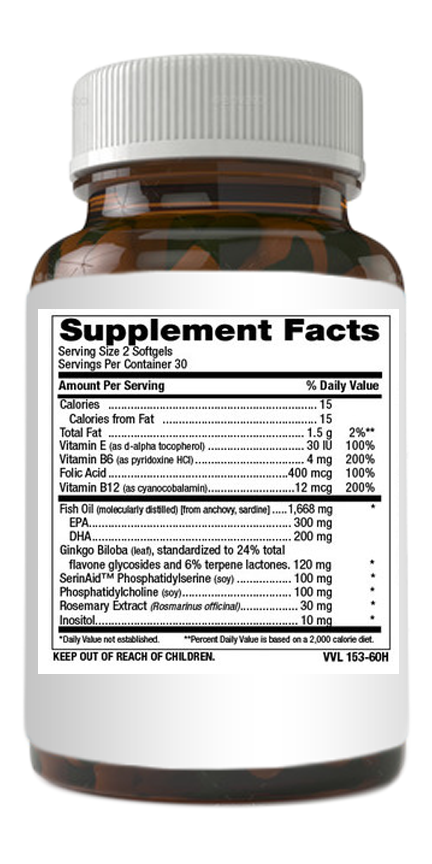 Supplement Facts
Serving Size 2 Softgels
Servings Per Container 30
Amount Per Serving % Daily Value
Calories ........................................................ 15
Calories from Fat ........................................... 15
Total Fat ..................................................... 1.5 g 2%**
Vitamin E (as d-alpha tocopherol) ......................... 30 IU 100%
Vitamin B6 (as pyridoxine HCl) ............................ 4 mg 200%
Folic Acid ................................................ 400 mcg 100%
Vitamin B12 (as cyanocobalamin) ........................ 12 mcg 200%
Fish Oil (molecularly distilled) [from anchovy, sardine] ..... 1,668 mg *
EPA ...................................................... 300 mg
DHA ...................................................... 200 mg
Ginkgo Biloba (leaf), standardized to 24% total
flavone glycosides and 6% terpene lactones. 120 mg *
SerinAid™ Phosphatidylserine (soy) .................. 100 mg *
Phosphatidylcholine (soy) ............................... 100 mg *
Rosemary Extract (Rosmarinus officinal) ................. 30 mg *
Inositol ..................................................... 10 mg *
*Daily Value not established. **Percent Daily Value is based on a 2,000 calorie diet.
KEEP OUT OF REACH OF CHILDREN. VVL 153-60H